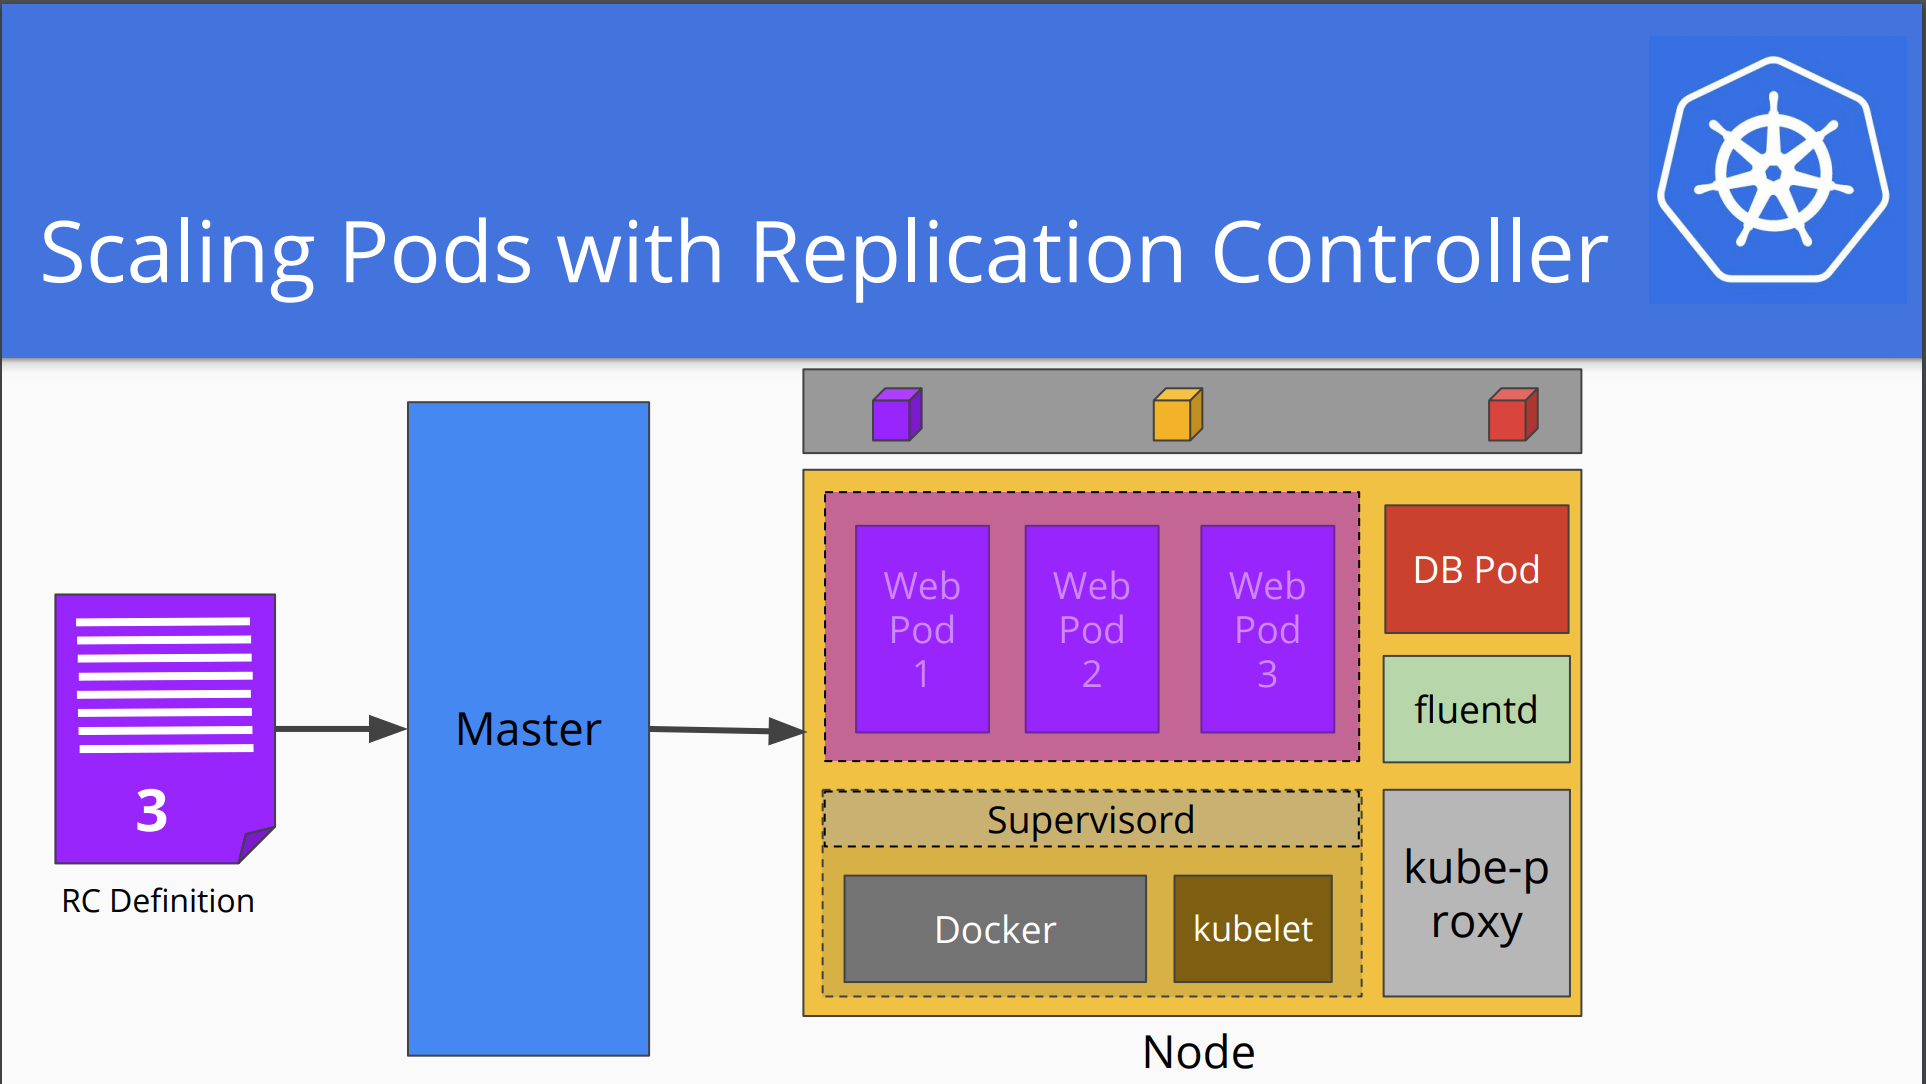 Scaling Pods with Replication Controller
3
RC Definition
Master
Web
Pod
1
Web
Pod
2
Web
Pod
3
DB Pod
fluentd
Supervisord
Docker
kubelet
kube-p
roxy
Node